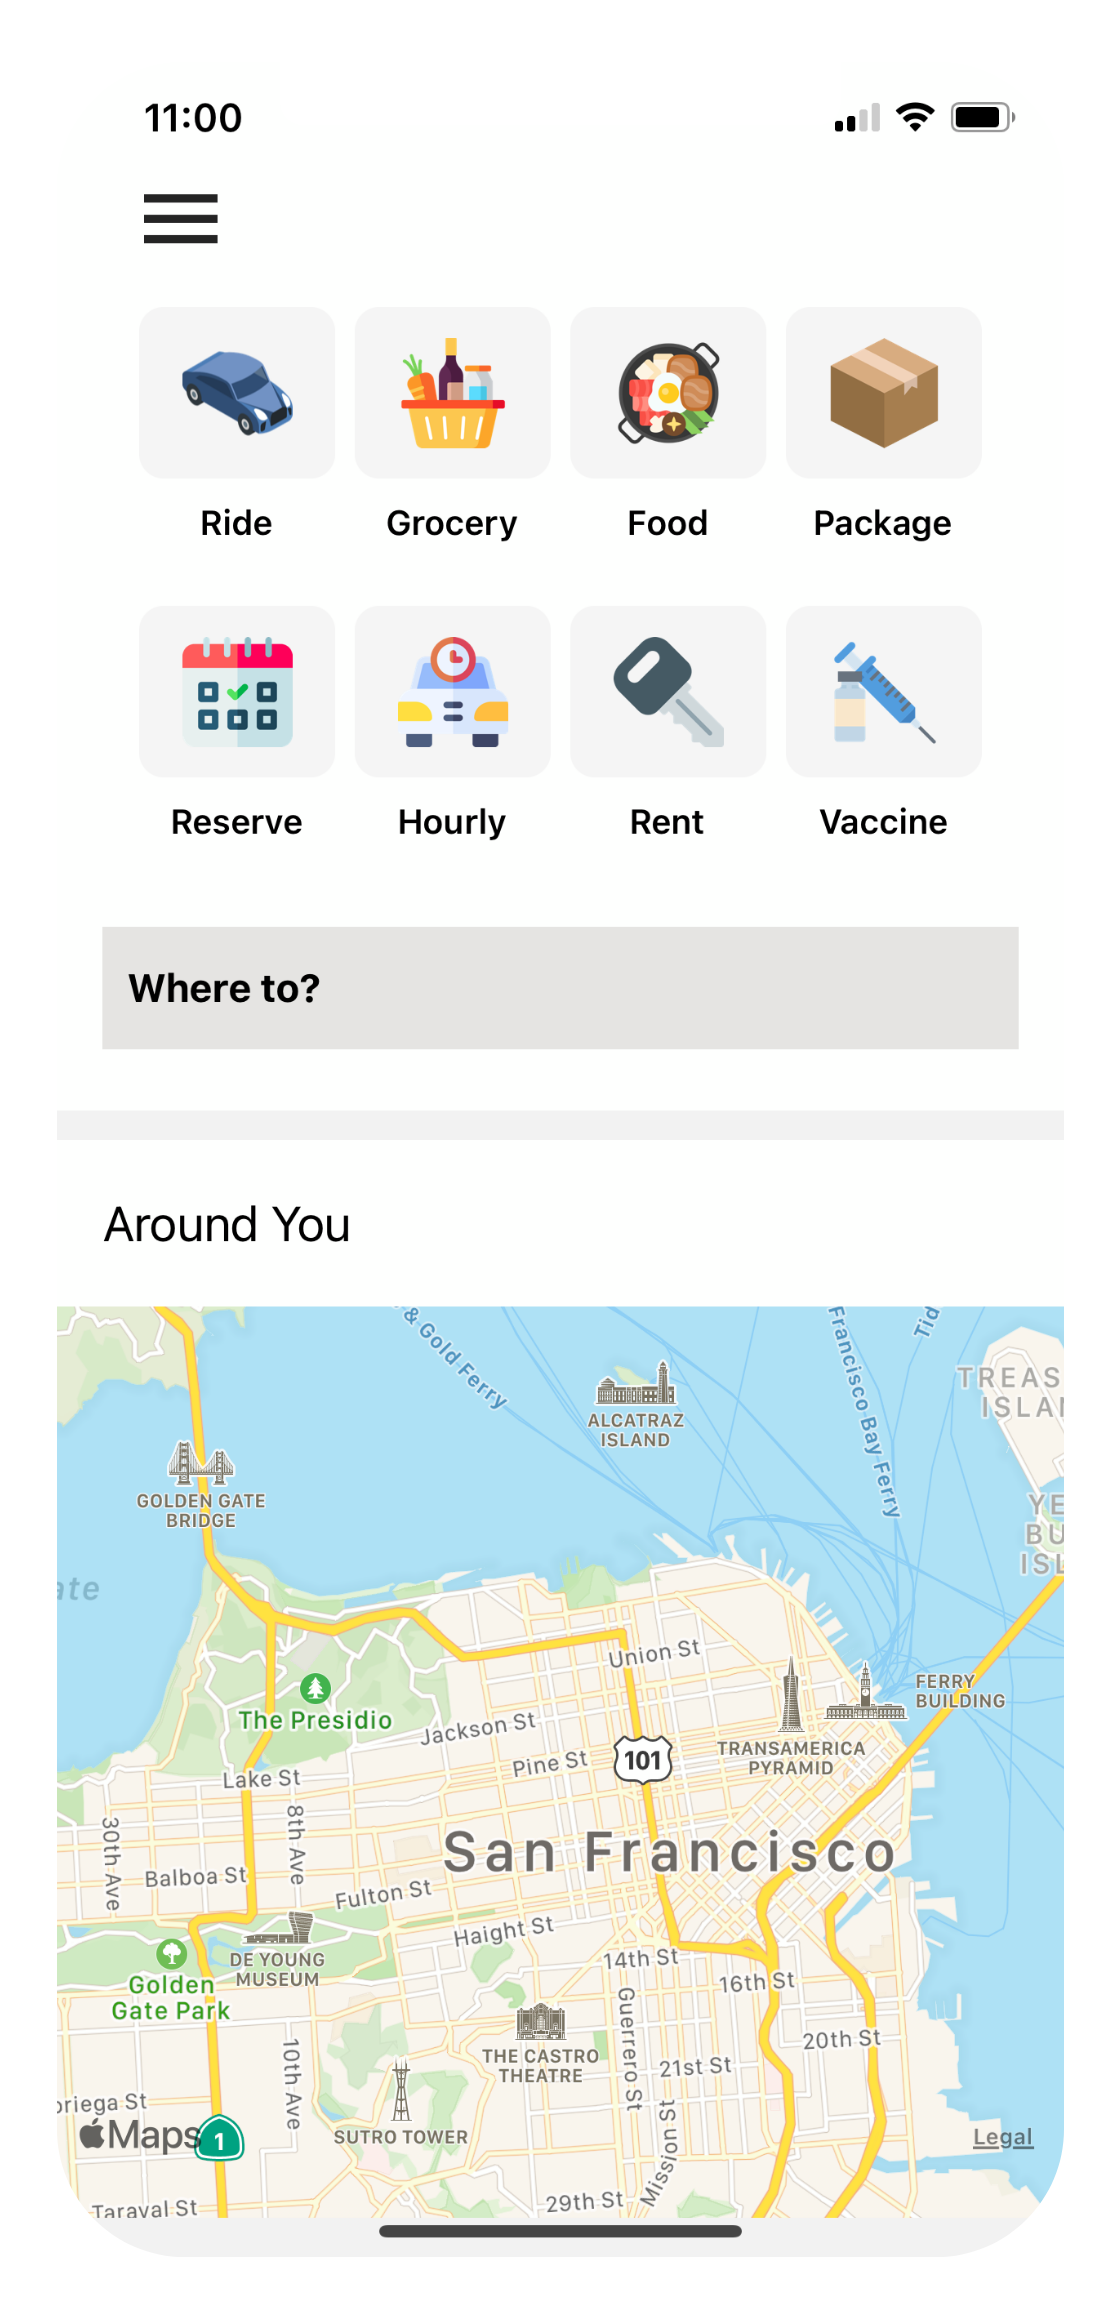 11:00
Ride
Grocery
Food
Package
Reserve
Hourly
Rent
Vaccine
Where to?
Around You
& Gold Ferry
Francisco Bay Ferry
Tid
TREAS
ISLA
ALCATRAZ
ISLAND
GOLDEN GATE
BRIDGE
YE
BU
ISL
ate
Union St
FERRY
BUILDING
The Presidio
Jackson St
Pine St
101
TRANSAMERICA
PYRAMID
Lake St
30th Ave
8th Ave
San Francisco
Balboa St
Fulton St
Haight St
DE YOUNG
MUSEUM
14th St
16th St
Golden
Gate Park
Guerrero St
20th St
THE CASTRO
THEATRE
21st St
10th Ave
oriega St
Maps
1
SUTRO TOWER
Mission St
Legal
Taraval St
29th St